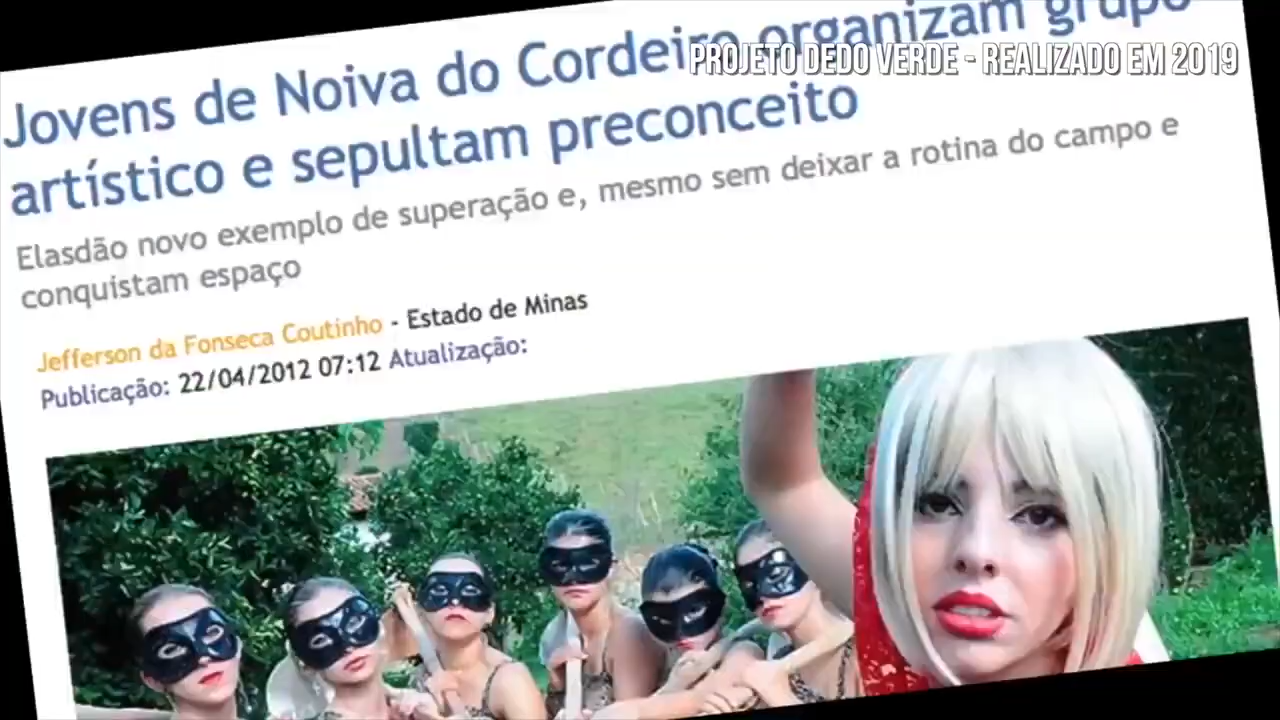 PROJETO DEDO VERDE - REALIZADO EM 2019
Jovens de Noiva do Cordeiro organizam grupo
artístico e sepultam preconceito
Elasdão novo exemplo de superação e, mesmo sem deixar a rotina do campo e
conquistam espaço
Jefferson da Fonseca Coutinho - Estado de Minas
Publicação: 22/04/2012 07:12 Atualização: